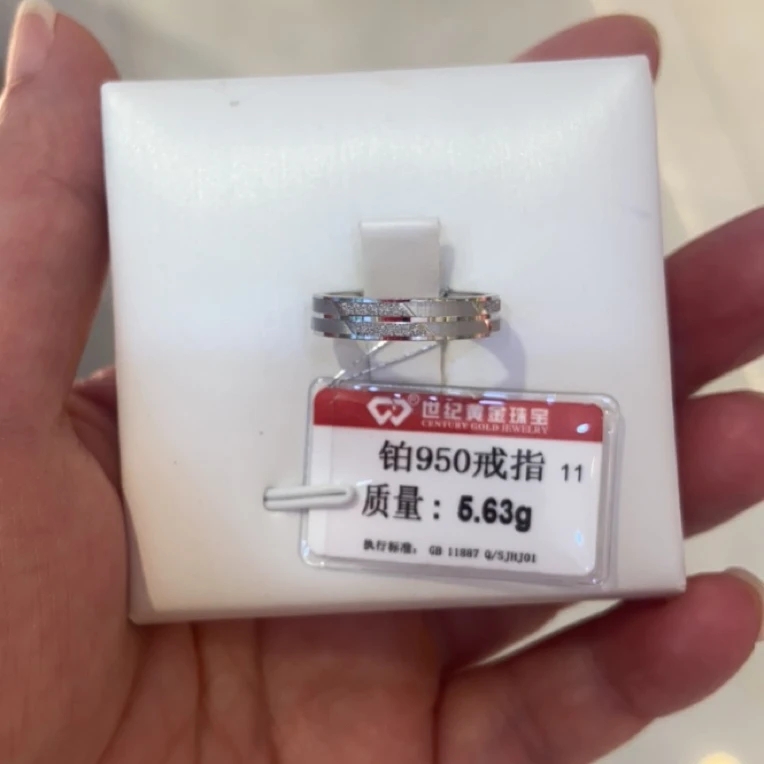 ® 世纪黄金珠宝
CENTURY GOLD JEWELRY
铂950戒指 11
质量: 5.63g
执行标准: GB 11887 Q/SJHJ01